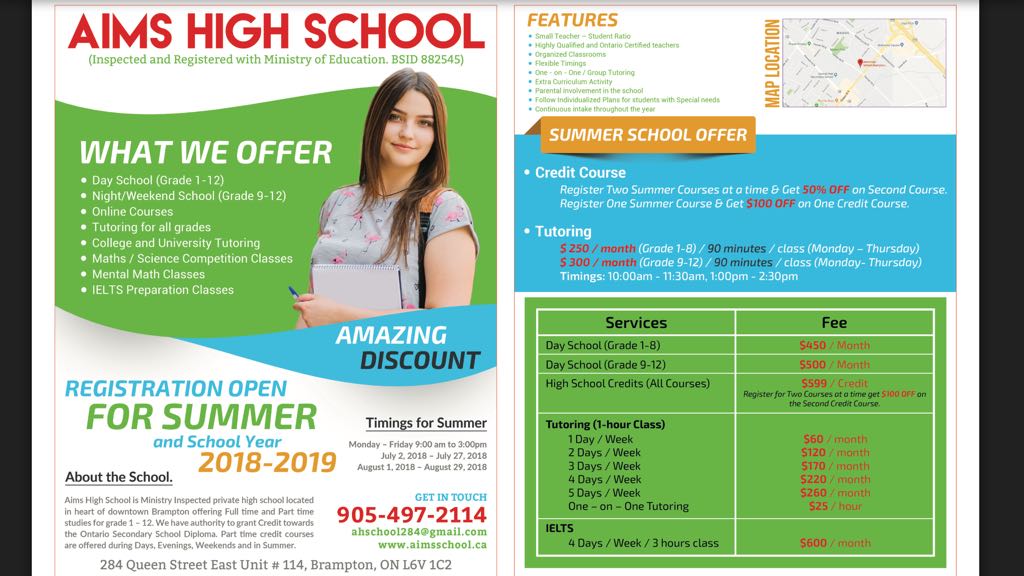 AIMS HIGH SCHOOL
(Inspected and Registered with Ministry of Education. BSID 882545)
WHAT WE OFFER
Day School (Grade 1-12)
Night/Weekend School (Grade 9-12)
Online Courses
Tutoring for all grades
College and University Tutoring
Maths / Science Competition Classes
Mental Math Classes
IELTS Preparation Classes
AMAZING
DISCOUNT
REGISTRATION OPEN
FOR SUMMER
and School Year
2018-2019
Timings for Summer
Monday – Friday 9:00 am to 3:00pm
July 2, 2018 – July 27, 2018
August 1, 2018 – August 29, 2018
About the School.
Aims High School is Ministry Inspected private high school located
in heart of downtown Brampton offering Full time and Part time
studies for grade 1 - 12. We have authority to grant Credit towards
the Ontario Secondary School Diploma. Part time credit courses
are offered during Days, Evenings, Weekends and in Summer.
GET IN TOUCH
905-497-2114
ahschool284@gmail.com
www.aimsschool.ca
284 Queen Street East Unit # 114, Brampton, ON L6V 1C2
FEATURES
Small Teacher – Student Ratio
Highly Qualified and Ontario Certified teachers
Organized Classrooms
Flexible Timings
One - on - One / Group Tutoring
Extra Curriculum Activity
Parental involvement in the school
Follow Individualized Plans for students with Special needs
Continuous intake throughout the year
MAP LOCATION
SUMMER SCHOOL OFFER
Credit Course
Register Two Summer Courses at a time & Get 50% OFF on Second Course.
Register One Summer Course & Get $100 OFF on One Credit Course.
Tutoring
$ 250 / month (Grade 1-8) / 90 minutes / class (Monday – Thursday)
$ 300 / month (Grade 9-12) / 90 minutes / class (Monday- Thursday)
Timings: 10:00am - 11:30am, 1:00pm - 2:30pm
Services Fee
Day School (Grade 1-8) $450 / Month
Day School (Grade 9-12) $500 / Month
High School Credits (All Courses) $599 / Credit
Register for Two Courses at a time get $100 OFF on
the Second Credit Course.
Tutoring (1-hour Class)
1 Day / Week $60 / month
2 Days / Week $120 / month
3 Days / Week $170 / month
4 Days / Week $220 / month
5 Days / Week $260 / month
One – on – One Tutoring $25 / hour
IELTS
4 Days / Week / 3 hours class $600 / month